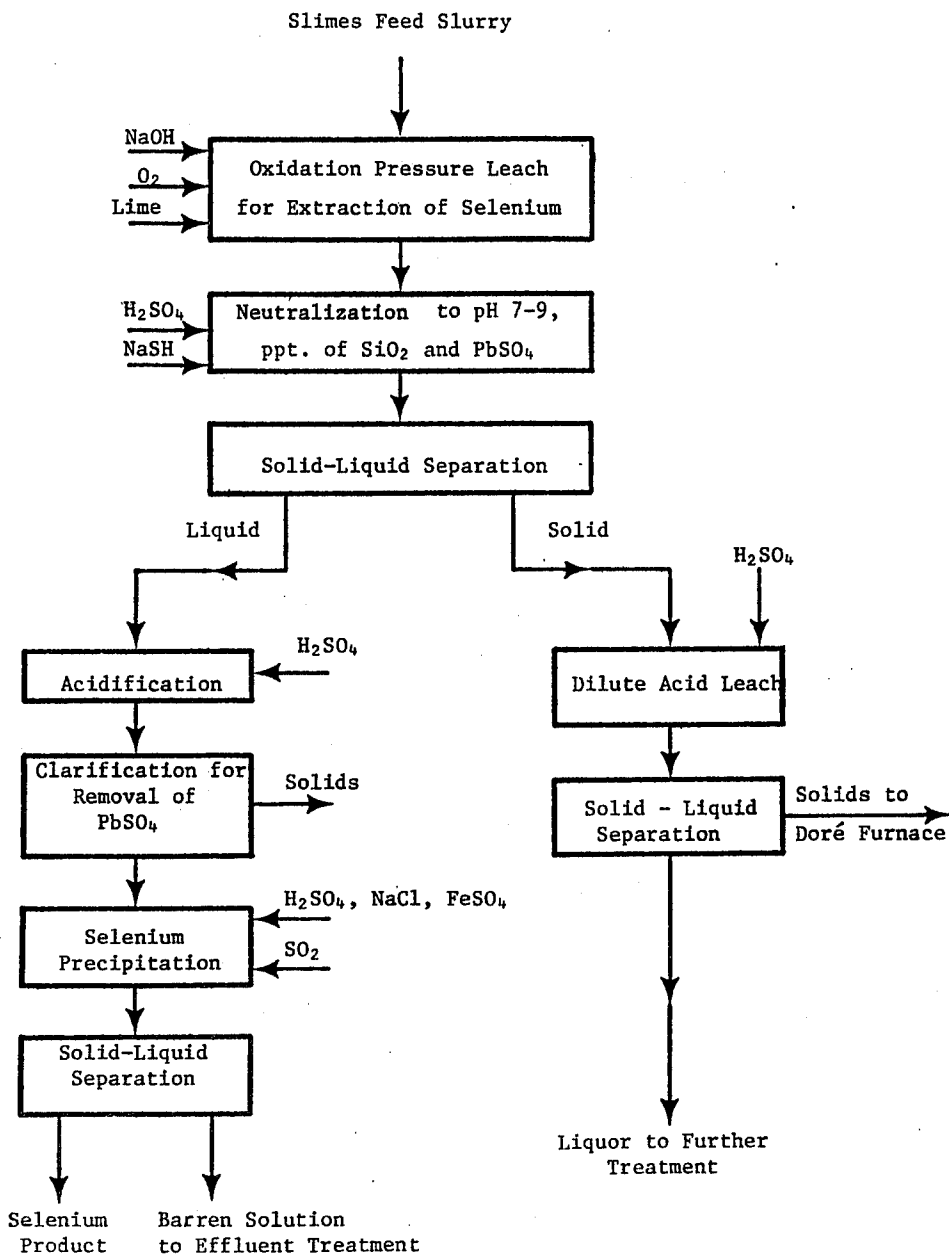 Slimes Feed Slurry
NaOH
O₂
Lime
Oxidation Pressure Leach
for Extraction of Selenium
H₂SO₄
NaSH
Neutralization to pH 7-9,
ppt. of SiO₂ and PbSO₄
Solid-Liquid Separation
Liquid
Solid
H₂SO₄
Acidification
H₂SO₄
Dilute Acid Leach
Clarification for
Removal of
PbSO₄
Solids
Solid - Liquid
Separation
Solids to
Doré Furnace
Selenium
Precipitation
H₂SO₄, NaCl, FeSO₄
SO₂
Solid-Liquid
Separation
Liquor to Further
Treatment
Selenium
Product
Barren Solution
to Effluent Treatment